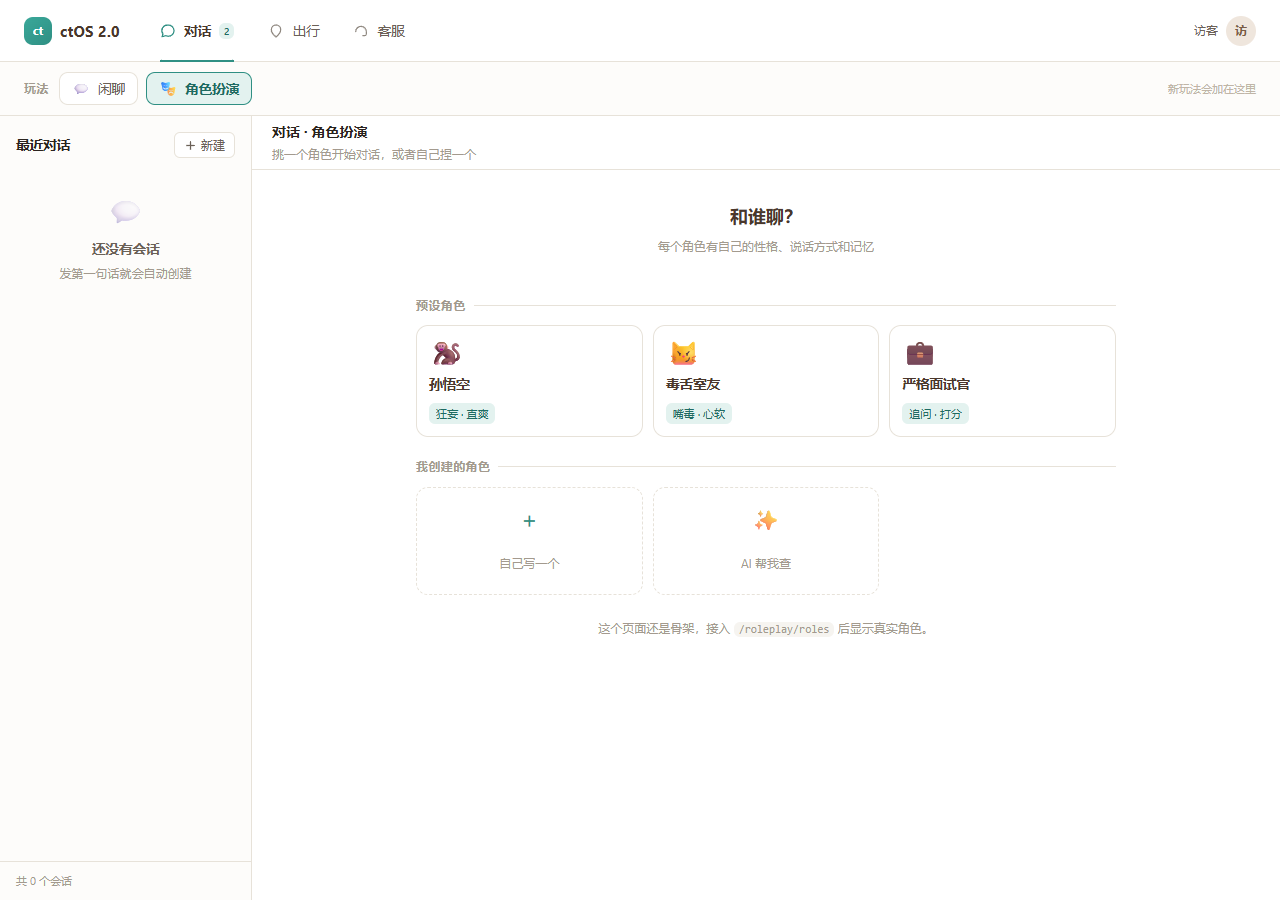 ct ctOS 2.0 对话 2 出行 客服 访客 访
玩法 闲聊 角色扮演 新玩法会加在这里
最近对话 + 新建
还没有会话
发第一句话就会自动创建
共 0 个会话
对话 · 角色扮演
挑一个角色开始对话，或者自己捏一个
和谁聊？
每个角色有自己的性格、说话方式和记忆
预设角色
孙悟空
狂妄 · 直爽
毒舌室友
嘴毒 · 心软
严格面试官
追问 · 打分
我创建的角色
+
自己写一个
AI 帮我查
这个页面还是骨架，接入 /roleplay/roles 后显示真实角色。